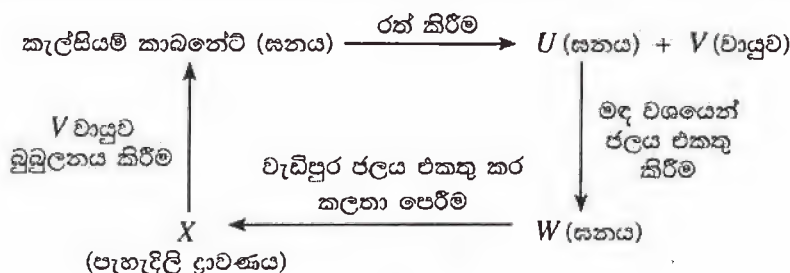 කැල්සියම් කාබනේට් (ඝනය) රත් කිරීම U (ඝනය) + V (වායුව)
V වායුව
බුබුලනය කිරීම
මඳ වශයෙන්
ජලය එකතු
කිරීම
වැඩිපුර ජලය එකතු කර
කලතා පෙරීම
X
(පැහැදිලි ද්‍රාවණය)
W (ඝනය)